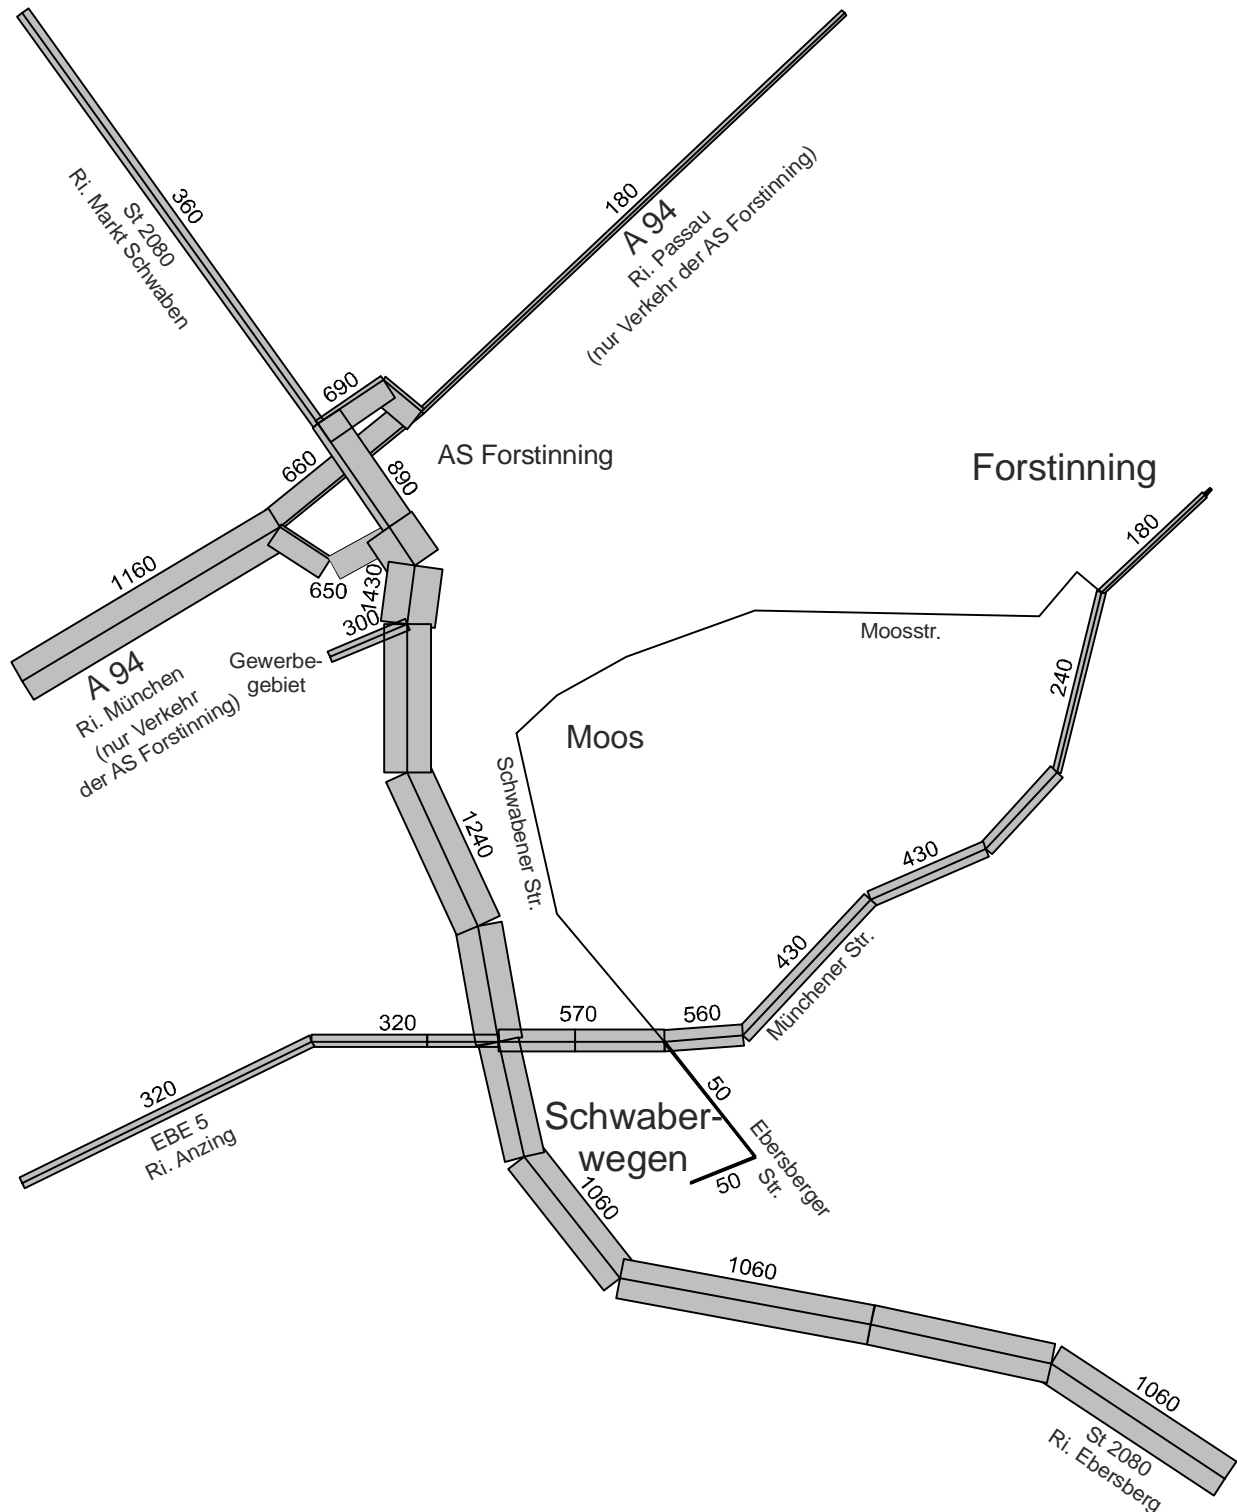 360
St 2080
Ri. Markt Schwaben
180
A 94
Ri. Passau
(nur Verkehr der AS Forstinning)
690
AS Forstinning
660
890
Forstinning
180
1160
650
1430
300
Gewerbe-
gebiet
A 94
Ri. München
(nur Verkehr
der AS Forstinning)
Moosstr.
240
Moos
Schwabener Str.
1240
430
430
Münchener Str.
320
570
560
320
EBE 5
Ri. Anzing
50
Schwaber-
wegen
Ebersberger
Str.
50
1060
1060
1060
St 2080
Ri. Ebersberg